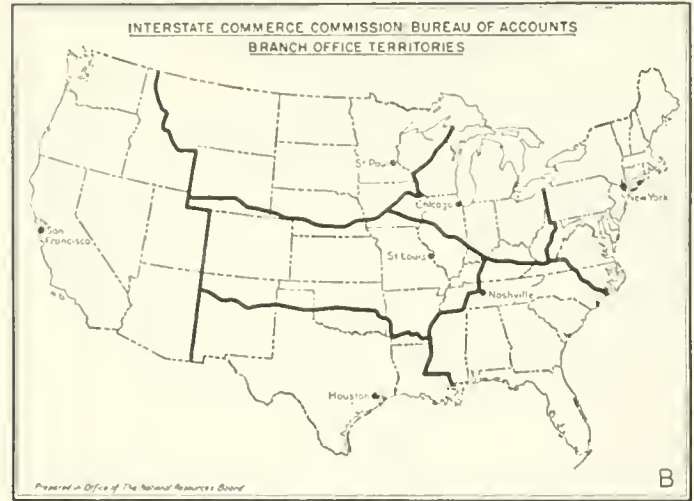 INTERSTATE COMMERCE COMMISSION BUREAU OF ACCOUNTS
BRANCH OFFICE TERRITORIES
St Paul
Chicago
New York
San
Francisco
St Louis
Nashville
Houston
Prepared in Office of The National Resources Board
B